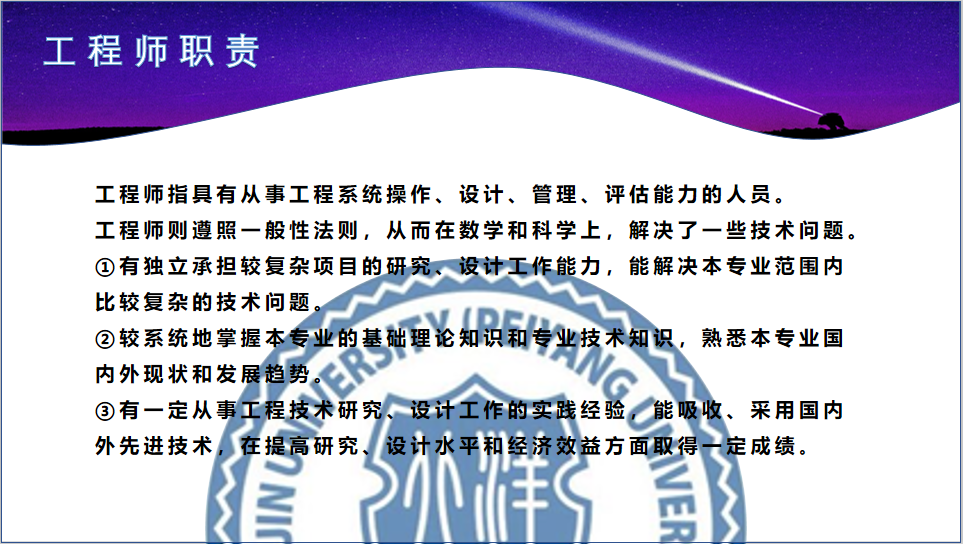 工程师职责
工程师指具有从事工程系统操作、设计、管理、评估能力的人员。
工程师则遵照一般性法则，从而在数学和科学上，解决了一些技术问题。
①有独立承担较复杂项目的研究、设计工作能力，能解决本专业范围内
比较复杂的技术问题。
②较系统地掌握本专业的基础理论知识和专业技术知识，熟悉本专业国
内外现状和发展趋势。
③有一定从事工程技术研究、设计工作的实践经验，能吸收、采用国内
外先进技术，在提高研究、设计水平和经济效益方面取得一定成绩。
JIN UNIVERSITY (PEIYANG UNIVER